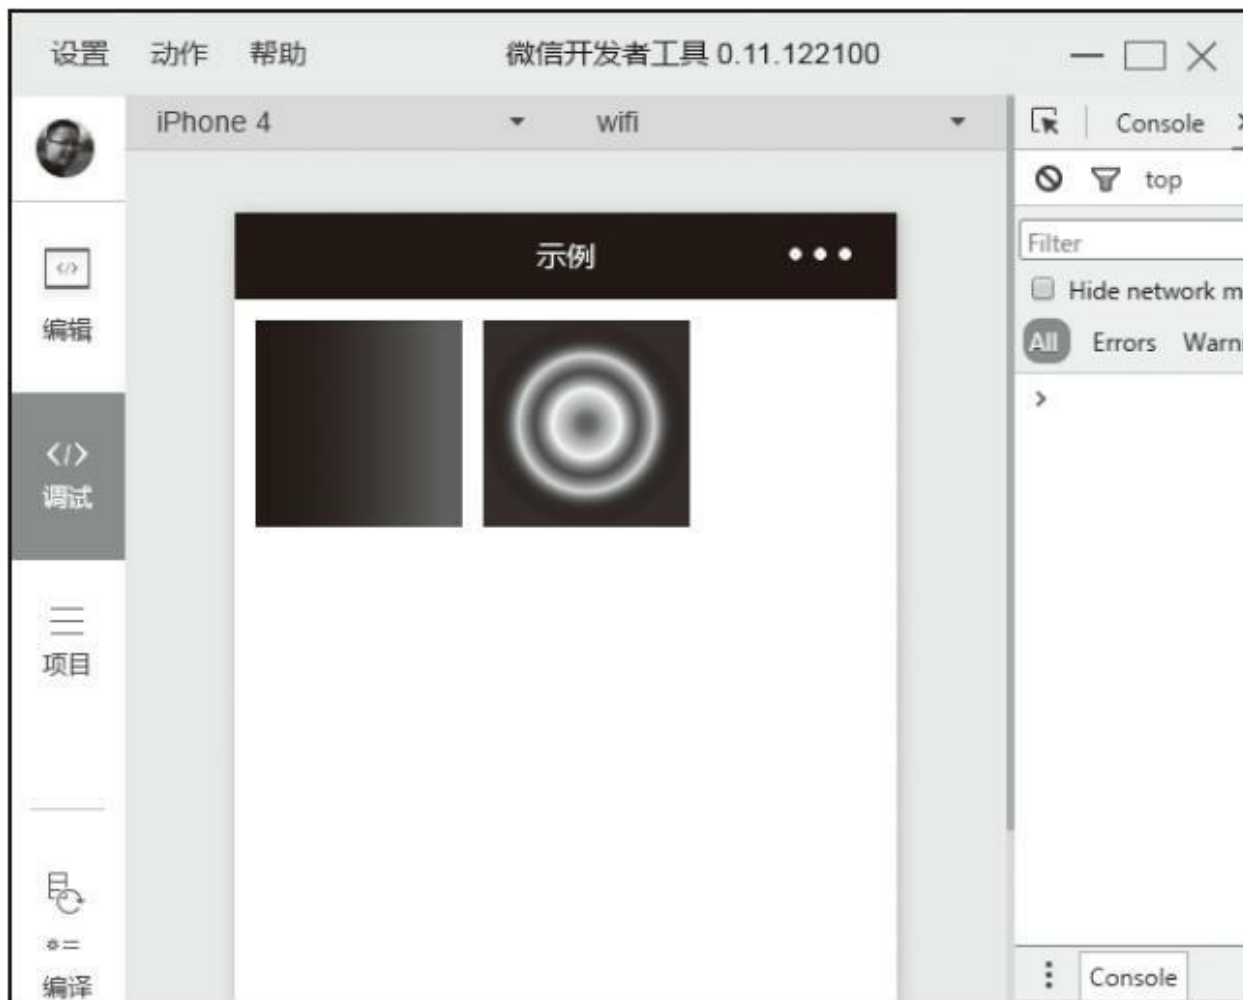 设置 动作 帮助 微信开发者工具 0.11.122100
iPhone 4 wifi
Console
top
示例
Filter
Hide network m
编辑
All Errors Warni
调试
项目
编译
Console